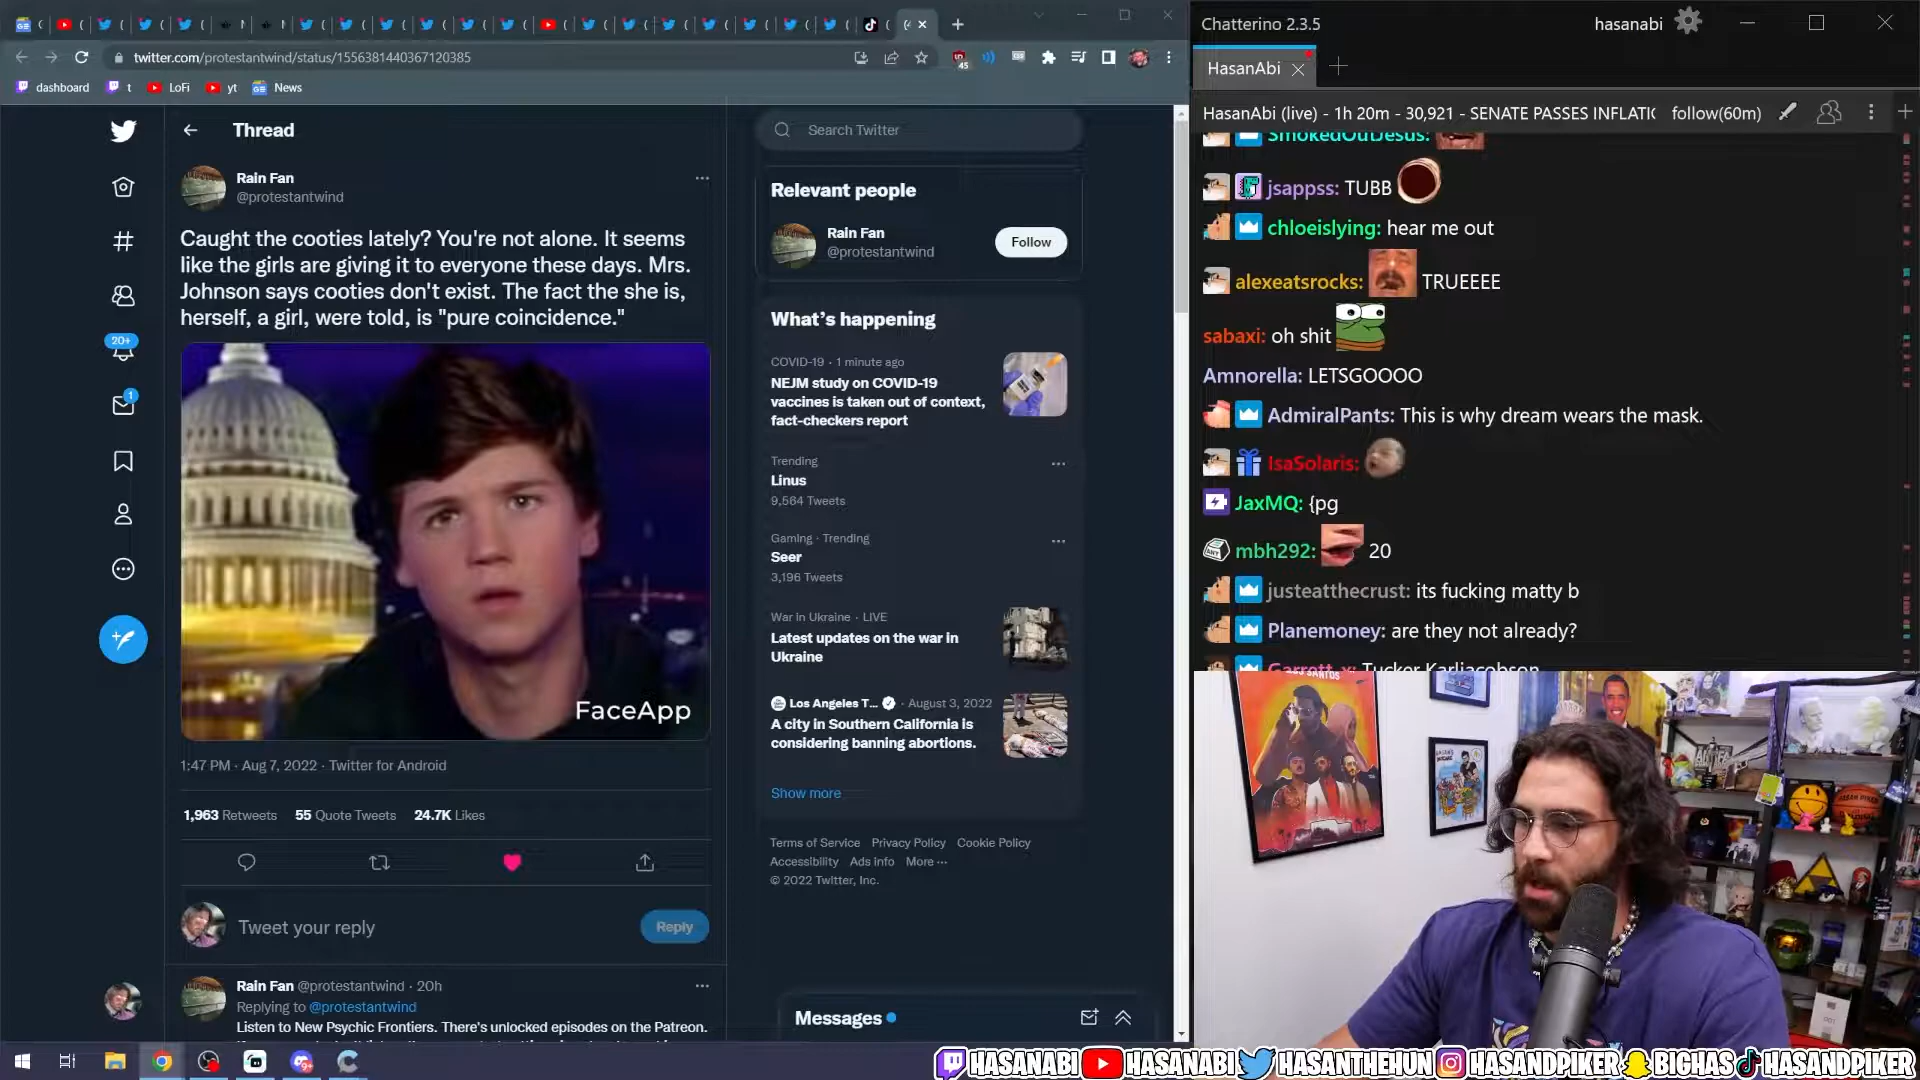 Chatterino 2.3.5
hasanabi
twitter.com/protestantwind/status/1556381440367120385
45
HasanAbi
dashboard
t
LoFi
yt
News
HasanAbi (live) - 1h 20m - 30,921 - SENATE PASSES INFLATIC
follow(60m)
Thread
Search Twitter
Rain Fan
@protestantwind
Caught the cooties lately? You're not alone. It seems
like the girls are giving it to everyone these days. Mrs.
Johnson says cooties don't exist. The fact the she is,
herself, a girl, were told, is "pure coincidence."
20+
1
FaceApp
1:47 PM · Aug 7, 2022 · Twitter for Android
1,963 Retweets 55 Quote Tweets 24.7K Likes
Tweet your reply
Reply
Rain Fan @protestantwind · 20h
Replying to @protestantwind
Listen to New Psychic Frontiers. There's unlocked episodes on the Patreon.
Relevant people
Rain Fan
@protestantwind
Follow
What's happening
COVID-19 · 1 minute ago
NEJM study on COVID-19
vaccines is taken out of context,
fact-checkers report
Trending
Linus
9,564 Tweets
Gaming · Trending
Seer
3,196 Tweets
War in Ukraine · LIVE
Latest updates on the war in
Ukraine
Los Angeles T... · August 3, 2022
A city in Southern California is
considering banning abortions.
Show more
Terms of Service Privacy Policy Cookie Policy
Accessibility Ads info More ···
© 2022 Twitter, Inc.
Messages
SmokedOutJesus:
jsappss: TUBB
chloeislying: hear me out
alexeatsrocks: TRUEEEE
sabaxi: oh shit
Amnorella: LETSGOOOO
AdmiralPants: This is why dream wears the mask.
IsaSolaris:
JaxMQ: {pg
mbh292: 20
justeatthecrust: its fucking matty b
Planemoney: are they not already?
Garrett_x: Tucker Karljacobson
HASANABI HASANABI HASANTHEHUN HASANDPIKER BIGHAS HASANDPIKER